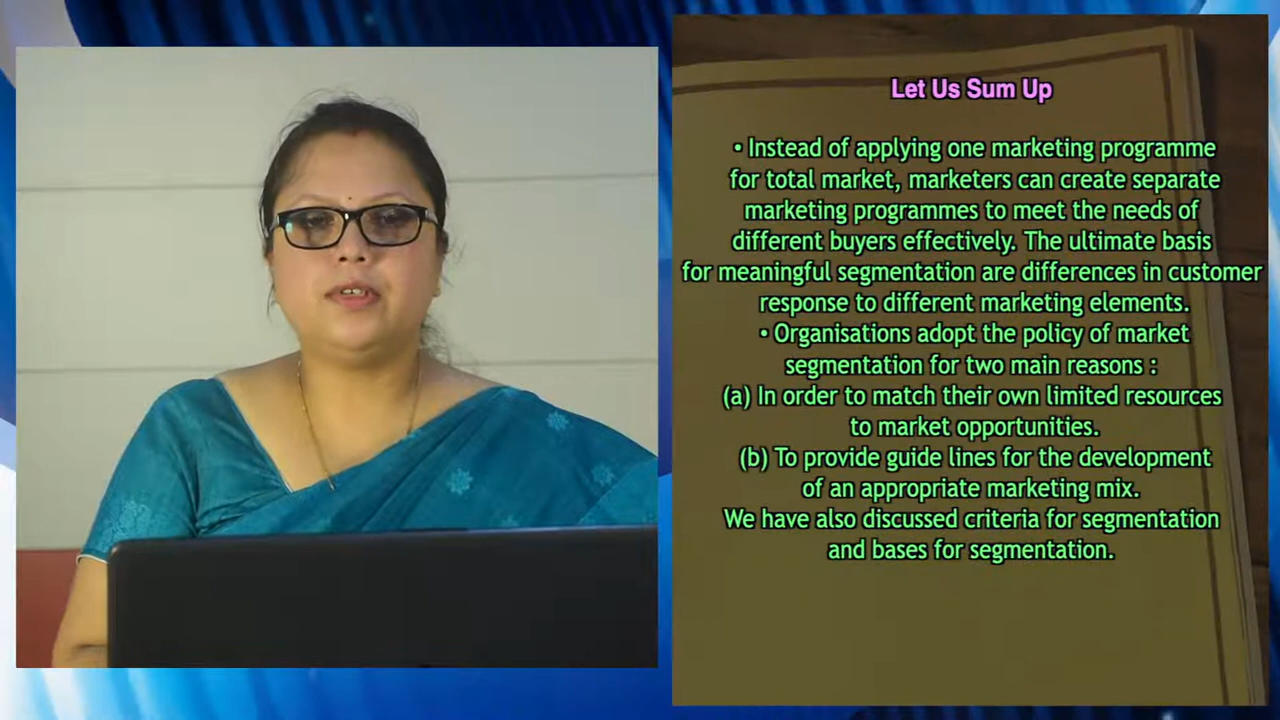 Let Us Sum Up
• Instead of applying one marketing programme
for total market, marketers can create separate
marketing programmes to meet the needs of
different buyers effectively. The ultimate basis
for meaningful segmentation are differences in customer
response to different marketing elements.
• Organisations adopt the policy of market
segmentation for two main reasons :
(a) In order to match their own limited resources
to market opportunities.
(b) To provide guide lines for the development
of an appropriate marketing mix.
We have also discussed criteria for segmentation
and bases for segmentation.